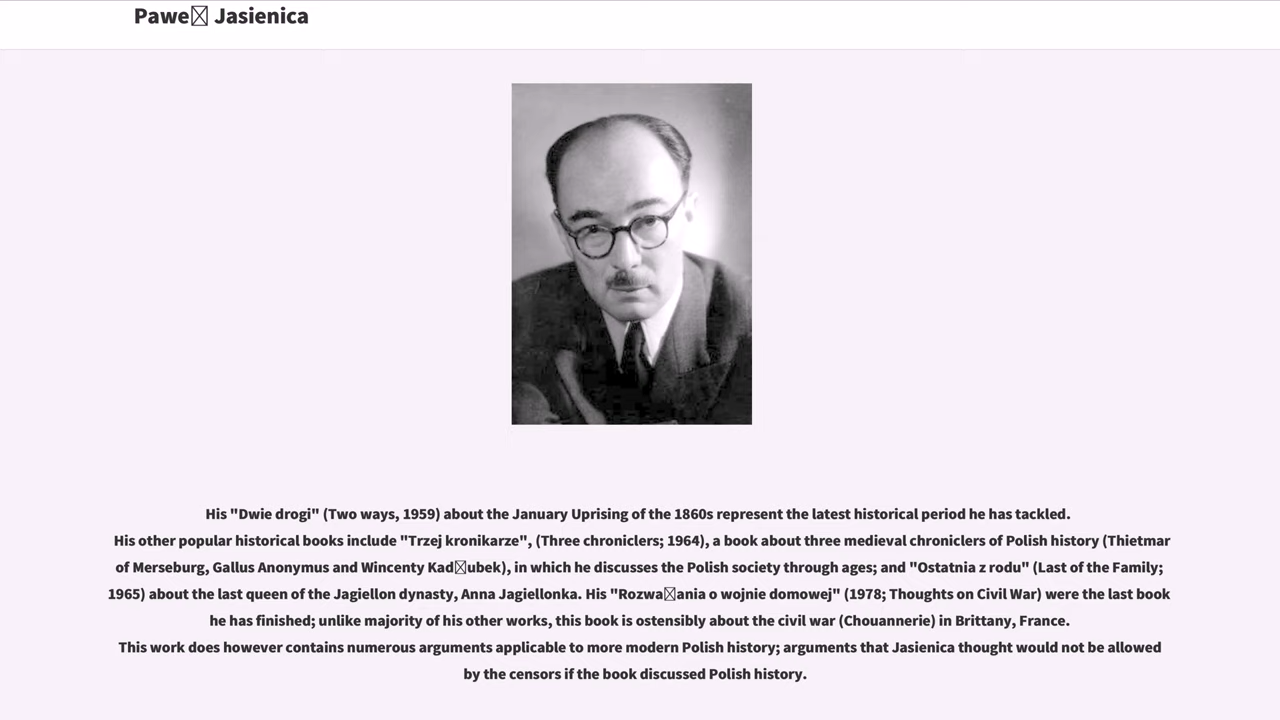 Pawe□ Jasienica
His "Dwie drogi" (Two ways, 1959) about the January Uprising of the 1860s represent the latest historical period he has tackled.
His other popular historical books include "Trzej kronikarze", (Three chroniclers; 1964), a book about three medieval chroniclers of Polish history (Thietmar
of Merseburg, Gallus Anonymus and Wincenty Kad□ubek), in which he discusses the Polish society through ages; and "Ostatnia z rodu" (Last of the Family;
1965) about the last queen of the Jagiellon dynasty, Anna Jagiellonka. His "Rozwa□ania o wojnie domowej" (1978; Thoughts on Civil War) were the last book
he has finished; unlike majority of his other works, this book is ostensibly about the civil war (Chouannerie) in Brittany, France.
This work does however contains numerous arguments applicable to more modern Polish history; arguments that Jasienica thought would not be allowed
by the censors if the book discussed Polish history.